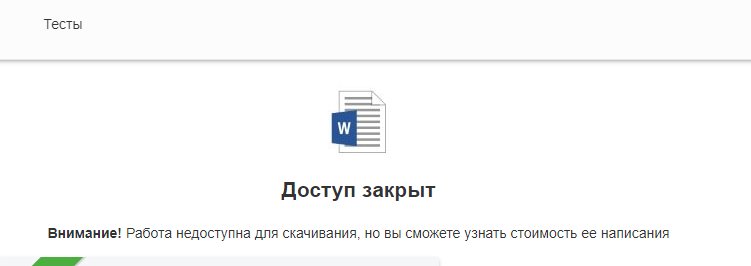 Тесты
W
Доступ закрыт
Внимание! Работа недоступна для скачивания, но вы сможете узнать стоимость ее написания